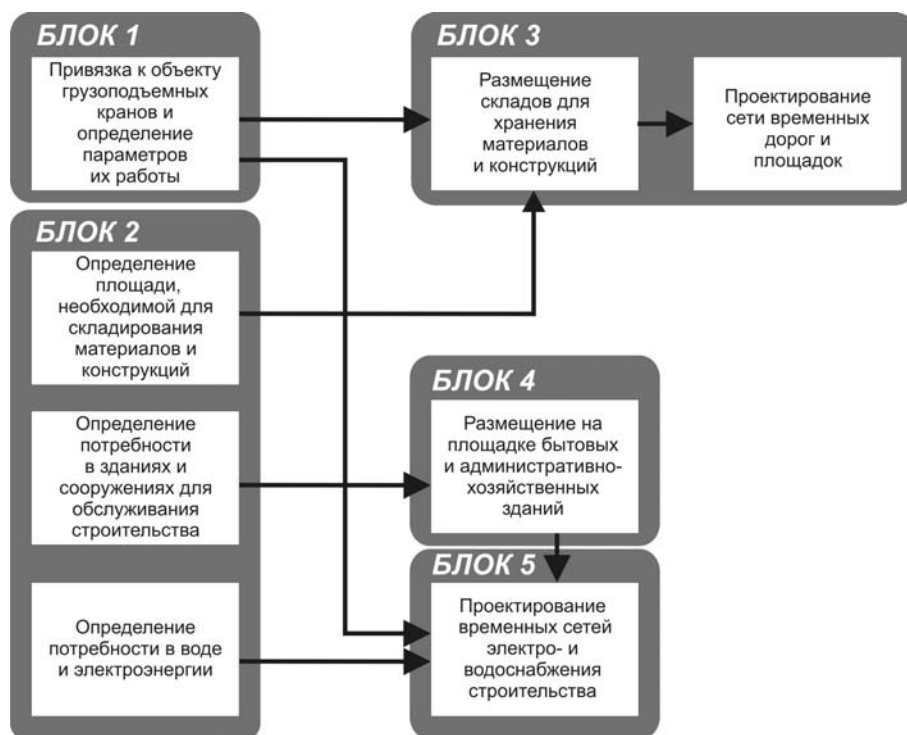 БЛОК 1
Привязка к объекту
грузоподъемных
кранов и
определение
параметров
их работы
БЛОК 2
Определение
площади,
необходимой для
складирования
материалов и
конструкций
Определение
потребности
в зданиях и
сооружениях для
обслуживания
строительства
Определение
потребности в воде
и электроэнергии
БЛОК 3
Размещение
складов для
хранения
материалов
и конструкций
Проектирование
сети временных
дорог и
площадок
БЛОК 4
Размещение на
площадке бытовых
и административно-
хозяйственных
зданий
БЛОК 5
Проектирование
временных сетей
электро- и
водоснабжения
строительства